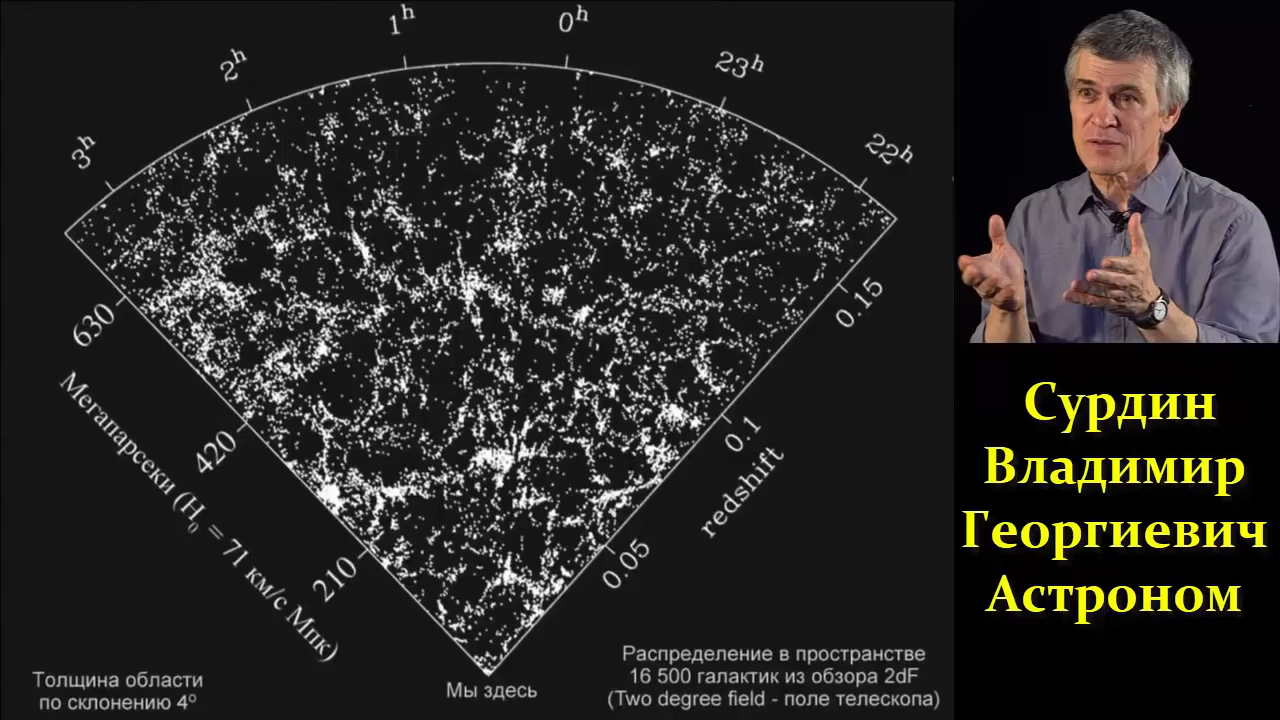 3ʰ
2ʰ
1ʰ
0ʰ
23ʰ
22ʰ
630
420
210
Мегапарсеки (H₀ = 71 км/с Мпк)
0.15
0.1
0.05
redshift
Мы здесь
Толщина области
по склонению 4º
Распределение в пространстве
16 500 галактик из обзора 2dF
(Two degree field - поле телескопа)
Сурдин
Владимир
Георгиевич
Астроном